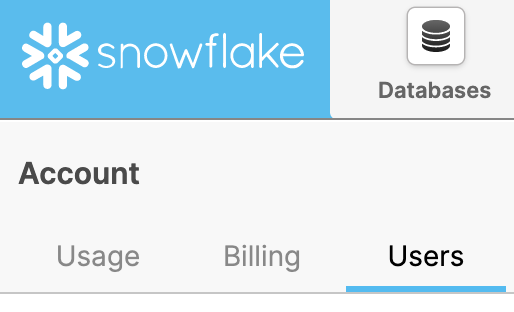 snowflake
Databases
Account
Usage Billing Users